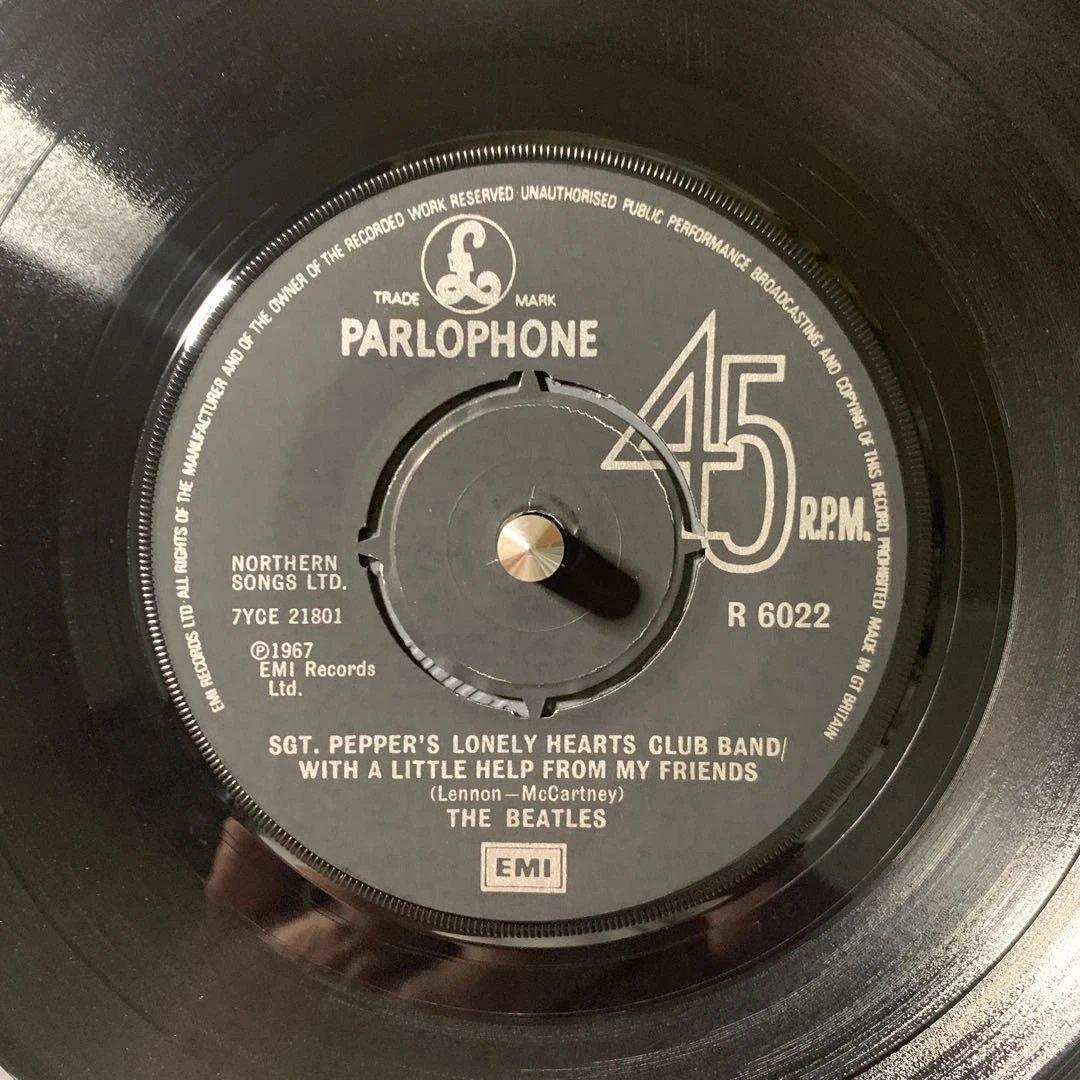 EMI RECORDS LTD ALL RIGHTS OF THE MANUFACTURER AND OF THE OWNER OF THE RECORDED WORK RESERVED · UNAUTHORISED PUBLIC PERFORMANCE BROADCASTING AND COPYING OF THIS RECORD PROHIBITED · MADE IN GT BRITAIN
£
TRADE MARK
PARLOPHONE
45
R.P.M.
NORTHERN
SONGS LTD.
7YCE 21801
R 6022
Ⓟ1967
EMI Records
Ltd.
SGT. PEPPER'S LONELY HEARTS CLUB BAND/
WITH A LITTLE HELP FROM MY FRIENDS
(Lennon—McCartney)
THE BEATLES
EMI